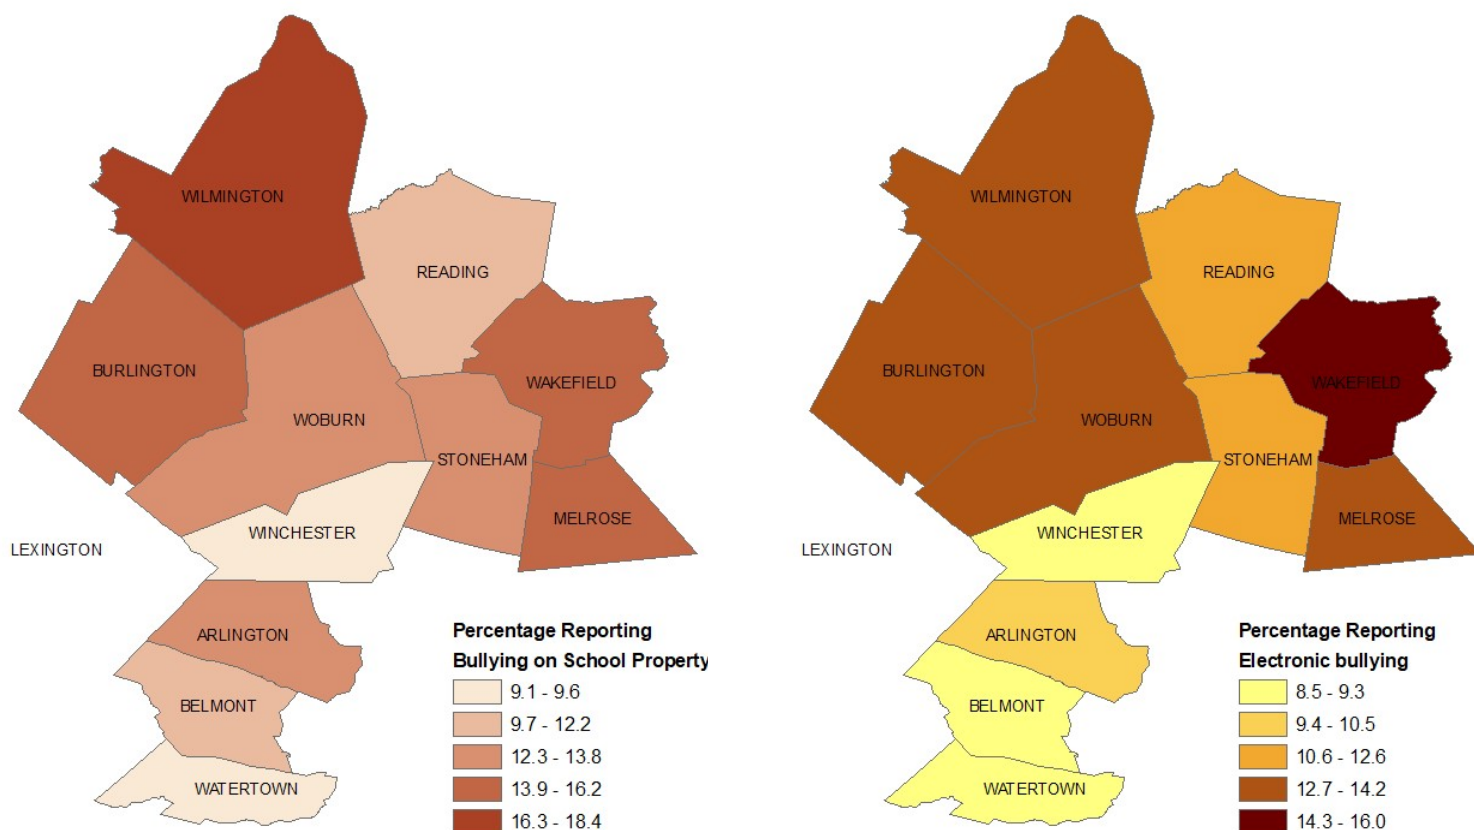 WILMINGTON
READING
BURLINGTON
WAKEFIELD
WOBURN
STONEHAM
MELROSE
WINCHESTER
LEXINGTON
ARLINGTON
BELMONT
WATERTOWN
Percentage Reporting
Bullying on School Property
9.1 - 9.6
9.7 - 12.2
12.3 - 13.8
13.9 - 16.2
16.3 - 18.4
WILMINGTON
READING
BURLINGTON
WAKEFIELD
WOBURN
STONEHAM
MELROSE
WINCHESTER
LEXINGTON
ARLINGTON
BELMONT
WATERTOWN
Percentage Reporting
Electronic bullying
8.5 - 9.3
9.4 - 10.5
10.6 - 12.6
12.7 - 14.2
14.3 - 16.0